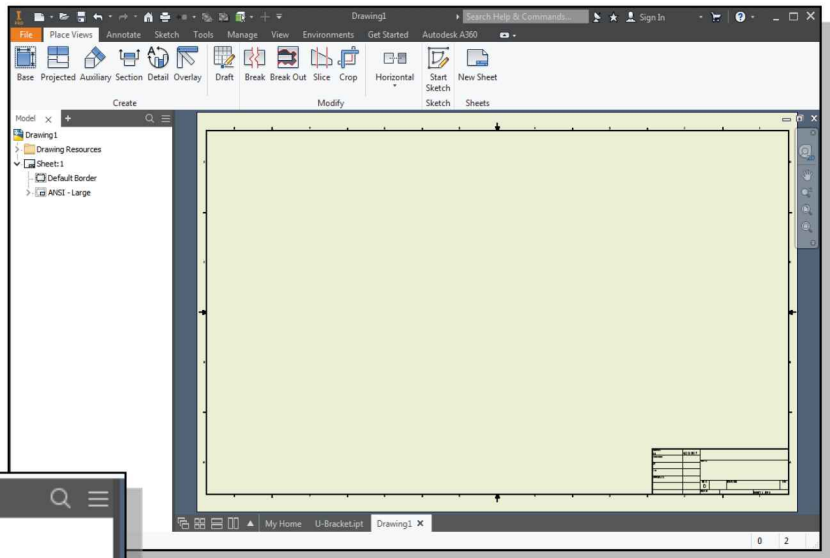 I
PRO
Drawing1
Search Help & Commands...
Sign In
File Place Views Annotate Sketch Tools Manage View Environments Get Started Autodesk A360
Base Projected Auxiliary Section Detail Overlay Draft Break Break Out Slice Crop Horizontal Start Sketch New Sheet
Create Modify Sketch Sheets
Model
Drawing1
Drawing Resources
Sheet:1
Default Border
ANSI - Large
D
My Home U-Bracket.ipt Drawing1
0 2